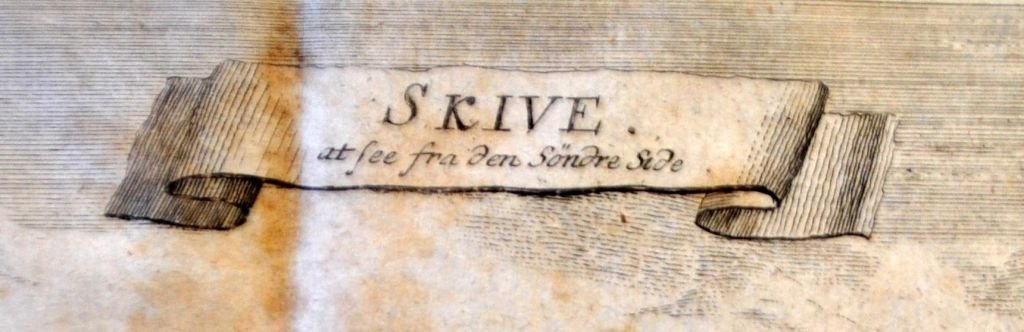 SKIVE.
at ſee fra den Söndre Side.